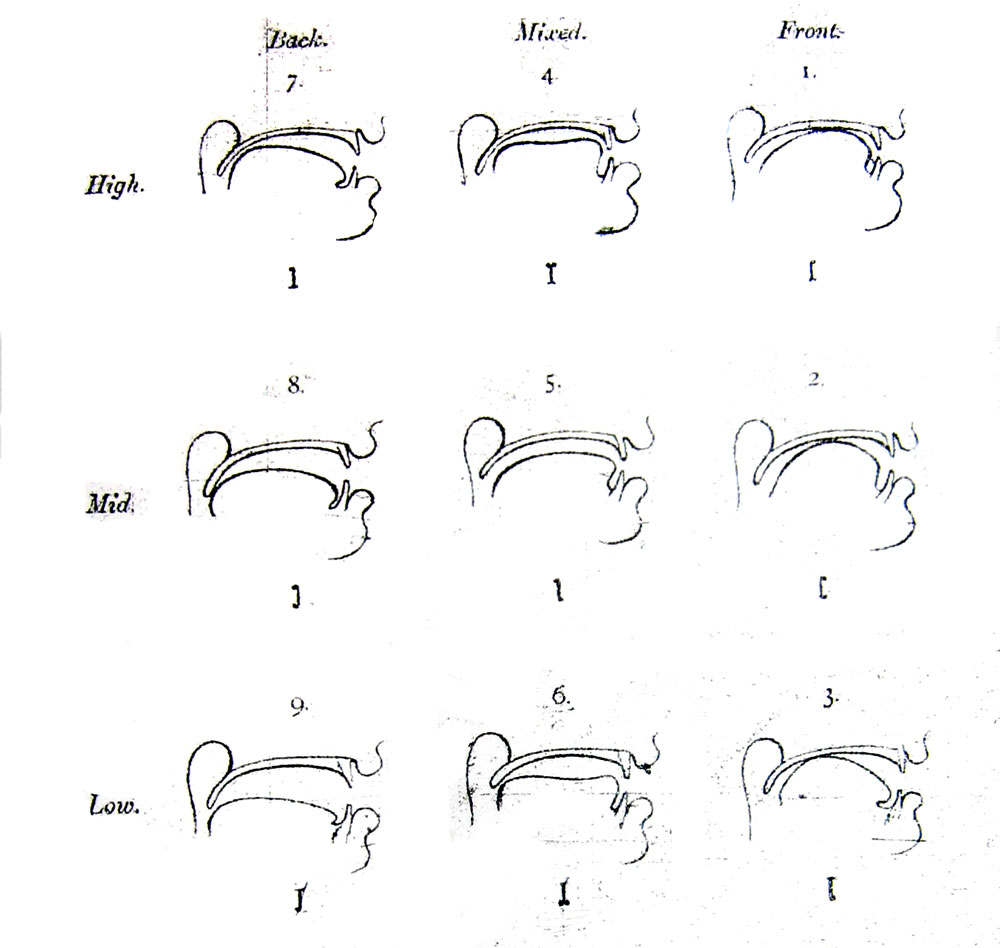 Back. Mixed. Front.
7. 4. 1.
High.
8. 5. 2.
Mid.
9. 6. 3.
Low.